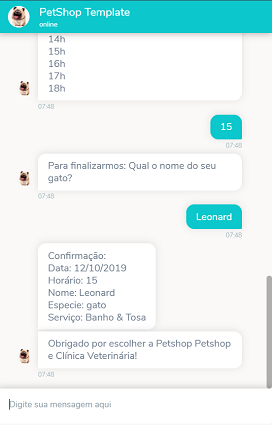 PetShop Template
online
14h
15h
16h
17h
18h
07:48
15
07:48
Para finalizarmos: Qual o nome do seu
gato?
07:48
Leonard
07:48
Confirmação:
Data: 12/10/2019
Horário: 15
Nome: Leonard
Especie: gato
Serviço: Banho & Tosa
Obrigado por escolher a Petshop Petshop
e Clínica Veterinária!
07:48
Digite sua mensagem aqui